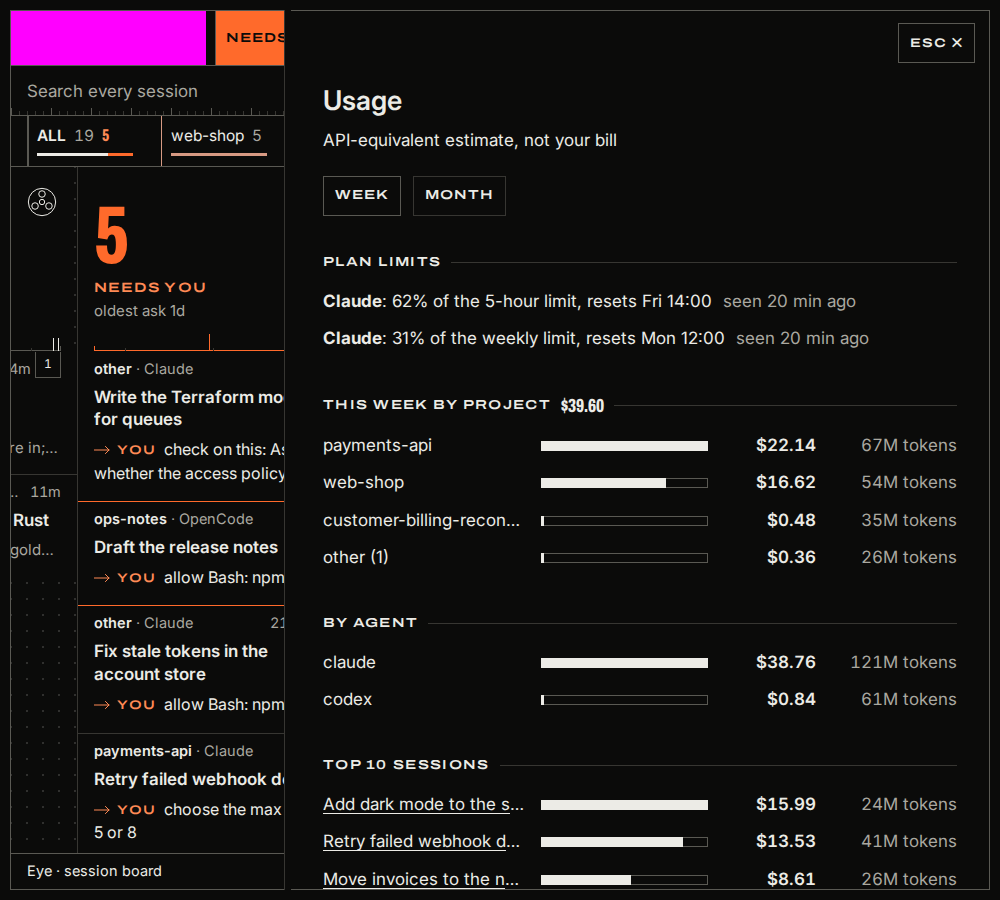 NEEDS
Search every session
ALL 19 5
web-shop 5
5
NEEDS YOU
oldest ask 1d
4m 1
re in;...
.. 11m
Rust
gold...
other · Claude
Write the Terraform mo
for queues
→ YOU check on this: As
whether the access policy
ops-notes · OpenCode
Draft the release notes
→ YOU allow Bash: npm
other · Claude 21
Fix stale tokens in the
account store
→ YOU allow Bash: npm
payments-api · Claude
Retry failed webhook de
→ YOU choose the max
5 or 8
Eye · session board
ESC ✕
Usage
API-equivalent estimate, not your bill
WEEK MONTH
PLAN LIMITS
Claude: 62% of the 5-hour limit, resets Fri 14:00 seen 20 min ago
Claude: 31% of the weekly limit, resets Mon 12:00 seen 20 min ago
THIS WEEK BY PROJECT $39.60
payments-api $22.14 67M tokens
web-shop $16.62 54M tokens
customer-billing-recon... $0.48 35M tokens
other (1) $0.36 26M tokens
BY AGENT
claude $38.76 121M tokens
codex $0.84 61M tokens
TOP 10 SESSIONS
Add dark mode to the s... $15.99 24M tokens
Retry failed webhook d... $13.53 41M tokens
Move invoices to the n... $8.61 26M tokens